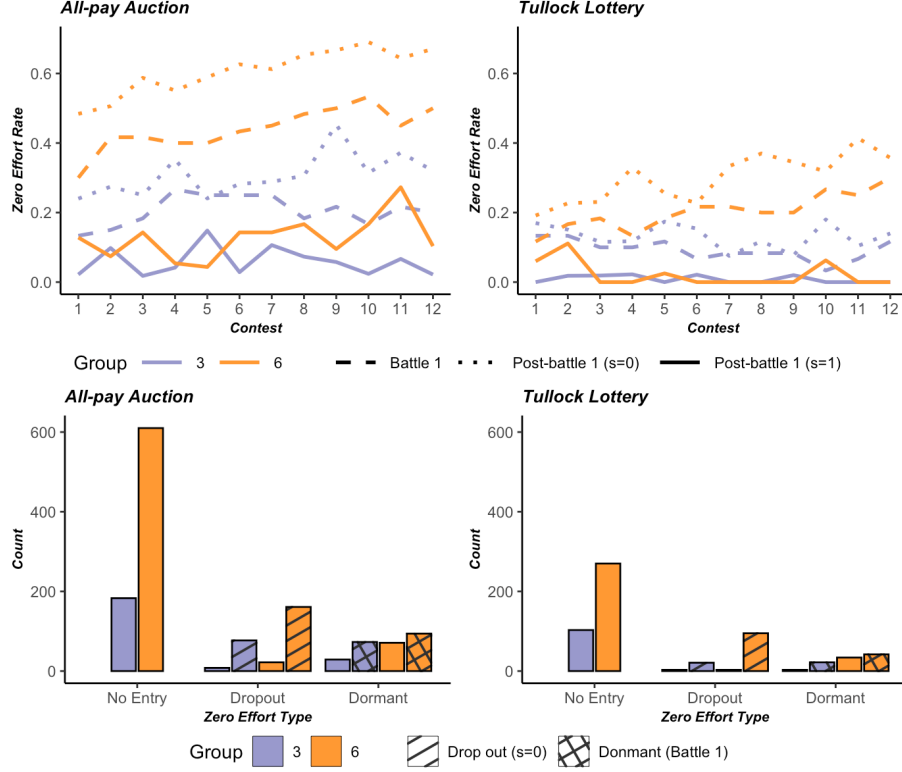 All-pay Auction
Tullock Lottery
Zero Effort Rate
0.6
0.4
0.2
0.0
1 2 3 4 5 6 7 8 9 10 11 12
Contest
Zero Effort Rate
0.6
0.4
0.2
0.0
1 2 3 4 5 6 7 8 9 10 11 12
Contest
Group 3 6 Battle 1 Post-battle 1 (s=0) Post-battle 1 (s=1)
All-pay Auction
Tullock Lottery
Count
600
400
200
0
No Entry Dropout Dormant
Zero Effort Type
Count
600
400
200
0
No Entry Dropout Dormant
Zero Effort Type
Group 3 6 Drop out (s=0) Donmant (Battle 1)